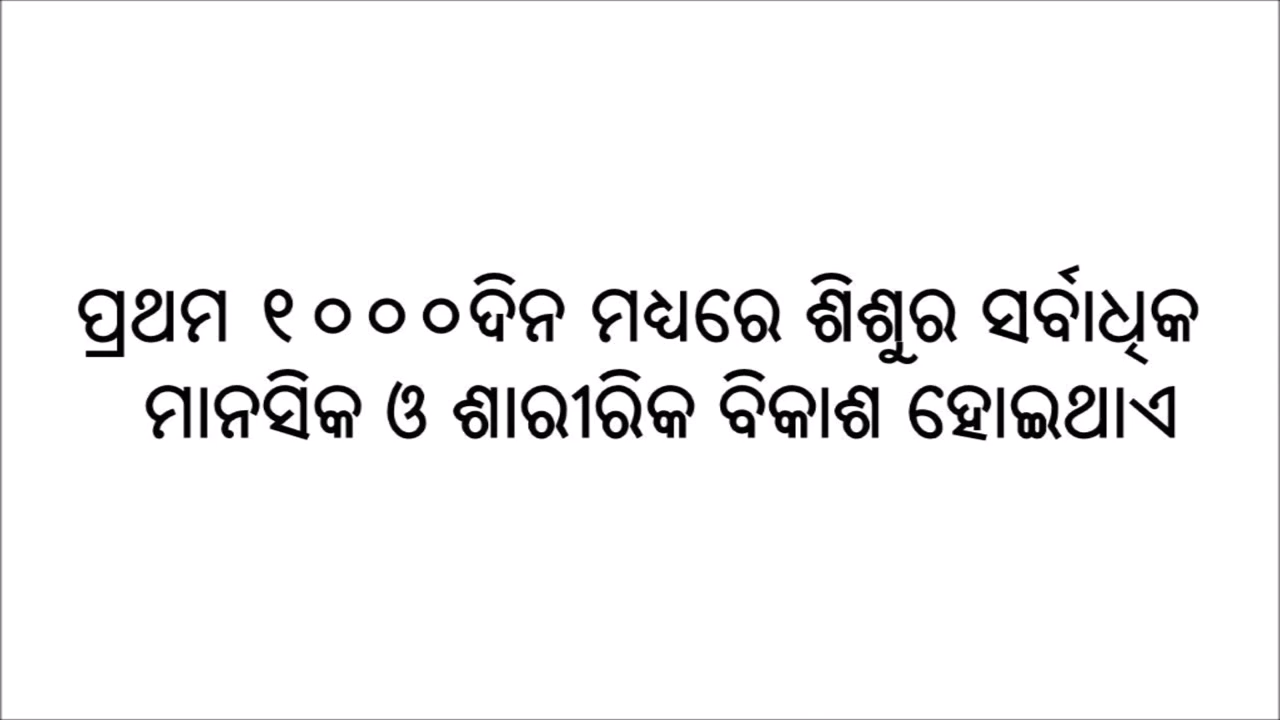 ପ୍ରଥମ ୧୦୦୦ଦିନ ମଧ୍ୟରେ ଶିଶୁର ସର୍ବାଧିକ
ମାନସିକ ଓ ଶାରୀରିକ ବିକାଶ ହୋଇଥାଏ